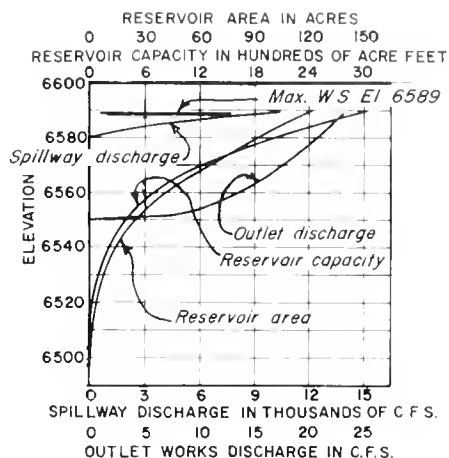 RESERVOIR AREA IN ACRES
0 30 60 90 120 150
RESERVOIR CAPACITY IN HUNDREDS OF ACRE FEET
0 6 12 18 24 30
6600
Max. WS El 6589
6580
Spillway discharge
6550
ELEVATION
Outlet discharge
Reservoir capacity
6520
Reservoir area
6500
0 3 6 9 12 15
SPILLWAY DISCHARGE IN THOUSANDS OF C.F.S.
0 5 10 15 20 25
OUTLET WORKS DISCHARGE IN C.F.S.